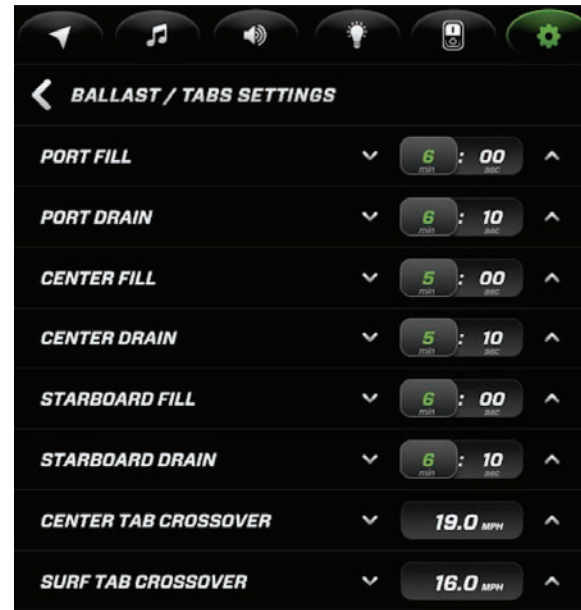 BALLAST / TABS SETTINGS
PORT FILL 6 : 00
min sec
PORT DRAIN 6 : 10
min sec
CENTER FILL 5 : 00
min sec
CENTER DRAIN 5 : 10
min sec
STARBOARD FILL 6 : 00
min sec
STARBOARD DRAIN 6 : 10
min sec
CENTER TAB CROSSOVER 19.0 MPH
SURF TAB CROSSOVER 16.0 MPH